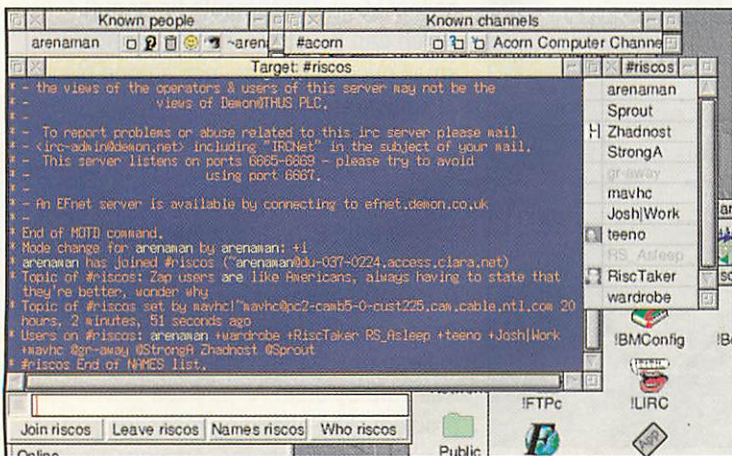 Known people
Known channels
arenaman
~aren
#acorn
Acorn Computer Channe
Target: #riscos
#riscos
* - the views of the operators & users of this server may not be the
* - views of Demon@THUS PLC.
* -
* - To report problems or abuse related to this irc server please mail
* - <irc-admin@demon.net> including "IRCNet" in the subject of your mail.
* - This server listens on ports 6665-6669 - please try to avoid
* - using port 6667.
* -
* - An EFnet server is available by connecting to efnet.demon.co.uk
* -
* End of MOTD command.
* Mode change for arenaman by arenaman: +i
* arenaman has joined #riscos (~arenaman@du-037-0224.access.clara.net)
* Topic of #riscos: Zap users are like Americans, always having to state that
they're better, wonder why
* Topic of #riscos set by mavhc!~mavhc@pc2-camb5-0-cust225.cam.cable.ntl.com 20
hours, 2 minutes, 51 seconds ago
* Users on #riscos: arenaman +wardrobe +RiscTaker RS_Asleep +teeno +Josh|Work
+mavhc @gr-away @StrongA Zhadnost @Sprout
* #riscos End of NAMES list.
arenaman
Sprout
Zhadnost
StrongA
gr-away
mavhc
Josh|Work
teeno
RS_Asleep
RiscTaker
wardrobe
Join riscos
Leave riscos
Names riscos
Who riscos
Online
!BMConfig
!FTPc
!LIRC
Public
App